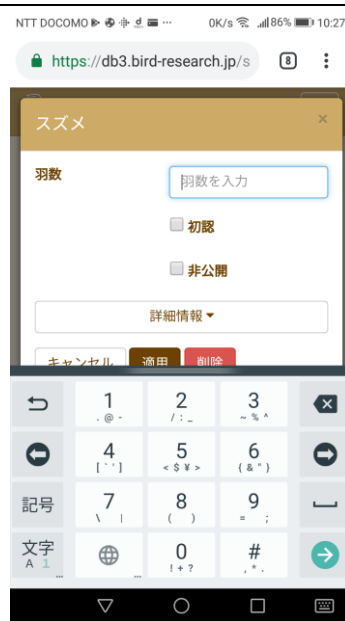 NTT DOCOMO ... 0K/s 86% 10:27
https://db3.bird-research.jp/s 8
スズメ ×
羽数 羽数を入力
初認
非公開
詳細情報▼
キャンセル 適用 削除
1 2 3
. @ - / : _ ~ % ^
4 5 6
[ ` ' ] < $ ¥ > ( & " )
記号 7 8 9
\ | ( ) = ;
文字 0 #
A 1 ... ... ! + ? , * .